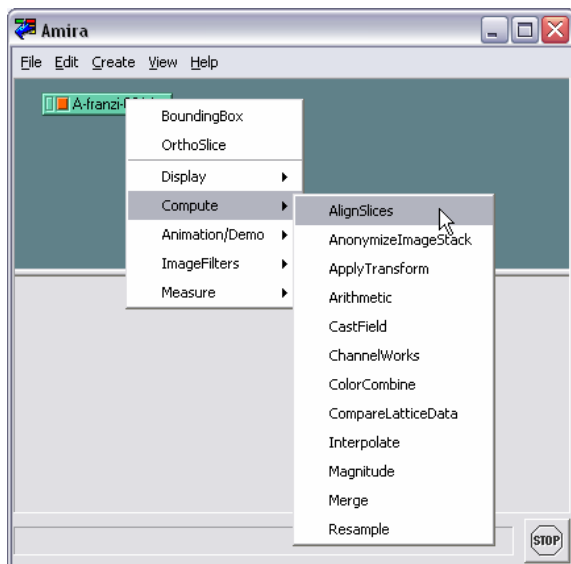 Amira
File Edit Create View Help
A-franzi-
BoundingBox
OrthoSlice
Display
Compute
Animation/Demo
ImageFilters
Measure
AlignSlices
AnonymizeImageStack
ApplyTransform
Arithmetic
CastField
ChannelWorks
ColorCombine
CompareLatticeData
Interpolate
Magnitude
Merge
Resample
STOP